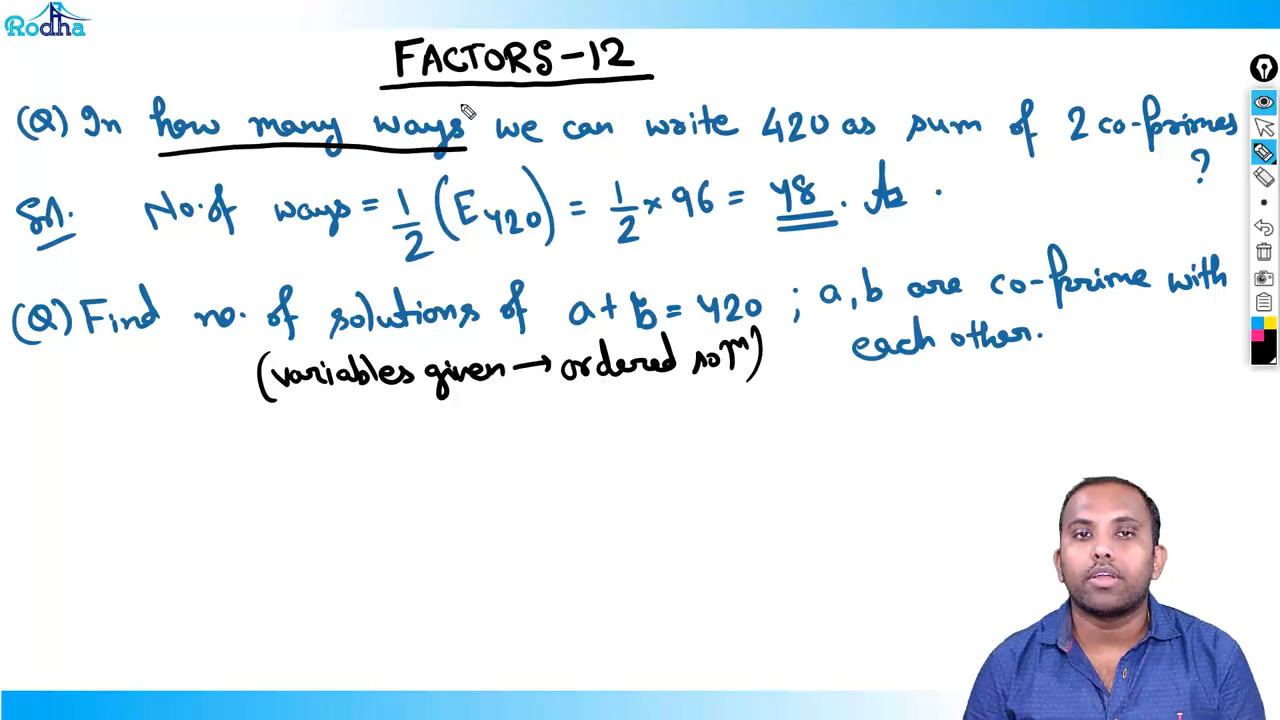 Rodha
FACTORS-12
(Q) In how many ways we can write 420 as sum of 2 co-primes
?
Sol. No. of ways = 1/2 (E420) = 1/2 × 96 = 48. Ans.
(Q) Find no. of solutions of a + b = 420 ; a, b are co-prime with
each other.
(variables given → ordered solⁿ)